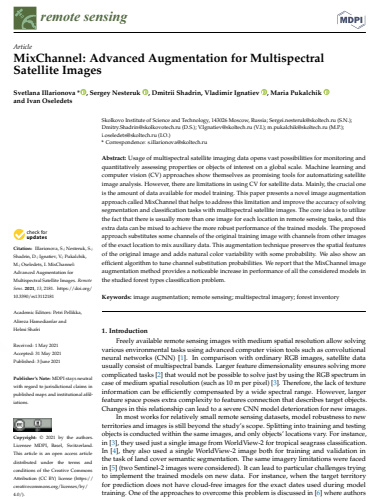 remote sensing
MDPI
Article
MixChannel: Advanced Augmentation for Multispectral
Satellite Images
Svetlana Illarionova *, Sergey Nesteruk, Dmitrii Shadrin, Vladimir Ignatiev, Maria Pukalchik
and Ivan Oseledets
Skolkovo Institute of Science and Technology, 143026 Moscow, Russia; Sergei.nesteruk@skoltech.ru (S.N.);
Dmitry.Shadrin@skolkovotech.ru (D.S.); V.Ignatiev@skoltech.ru (V.I.); m.pukalchik@skoltech.ru (M.P.);
i.oseledets@skoltech.ru (I.O.)
* Correspondence: s.illarionova@skoltech.ru
Abstract: Usage of multispectral satellite imaging data opens vast possibilities for monitoring and
quantitatively assessing properties or objects of interest on a global scale. Machine learning and
computer vision (CV) approaches show themselves as promising tools for automatizing satellite
image analysis. However, there are limitations in using CV for satellite data. Mainly, the crucial one
is the amount of data available for model training. This paper presents a novel image augmentation
approach called MixChannel that helps to address this limitation and improve the accuracy of solving
segmentation and classification tasks with multispectral satellite images. The core idea is to utilize
the fact that there is usually more than one image for each location in remote sensing tasks, and this
extra data can be mixed to achieve the more robust performance of the trained models. The proposed
approach substitutes some channels of the original training image with channels from other images
of the exact location to mix auxiliary data. This augmentation technique preserves the spatial features
of the original image and adds natural color variability with some probability. We also show an
efficient algorithm to tune channel substitution probabilities. We report that the MixChannel image
augmentation method provides a noticeable increase in performance of all the considered models in
the studied forest types classification problem.
Keywords: image augmentation; remote sensing; multispectral imagery; forest inventory
check for
updates
Citation: Illarionova, S.; Nesteruk, S.;
Shadrin, D.; Ignatiev, V.; Pukalchik,
M.; Oseledets, I. MixChannel:
Advanced Augmentation for
Multispectral Satellite Images. Remote
Sens. 2021, 13, 2181. https://doi.org/
10.3390/rs13112181
Academic Editors: Petri Pellikka,
Alemu Gonsamo and
Helmi Shafri
Received: 1 May 2021
Accepted: 31 May 2021
Published: 3 June 2021
Publisher's Note: MDPI stays neutral
with regard to jurisdictional claims in
published maps and institutional affil-
iations.
Copyright: © 2021 by the authors.
Licensee MDPI, Basel, Switzerland.
This article is an open access article
distributed under the terms and
conditions of the Creative Commons
Attribution (CC BY) license (https://
creativecommons.org/licenses/by/
4.0/).
1. Introduction
Freely available remote sensing images with medium spatial resolution allow solving
various environmental tasks using advanced computer vision tools such as convolutional
neural networks (CNN) [1]. In comparison with ordinary RGB images, satellite data
usually consist of multispectral bands. Larger feature dimensionality ensures solving more
complicated tasks [2] that would not be possible to solve just by using the RGB spectrum in
case of medium spatial resolution (such as 10 m per pixel) [3]. Therefore, the lack of texture
information can be efficiently compensated by a wide spectral range. However, larger
feature space poses extra complexity to features connection that describes target objects.
Changes in this relationship can lead to a severe CNN model deterioration for new images.
In most works for relatively small remote sensing datasets, model robustness to new
territories and images is still beyond the study's scope. Splitting into training and testing
objects is conducted within the same images, and only objects' locations vary. For instance,
in [3], they used just a single image from WorldView-2 for tropical seagrass classification.
In [4], they also used a single WorldView-2 image both for training and validation in
the task of land cover semantic segmentation. The same imagery limitations were faced
in [5] (two Sentinel-2 images were considered). It can lead to particular challenges trying
to implement the trained models on new data. For instance, when the target territory
for prediction does not have cloud-free images for the exact dates used during model
training. One of the approaches to overcome this problem is discussed in [6] where authors